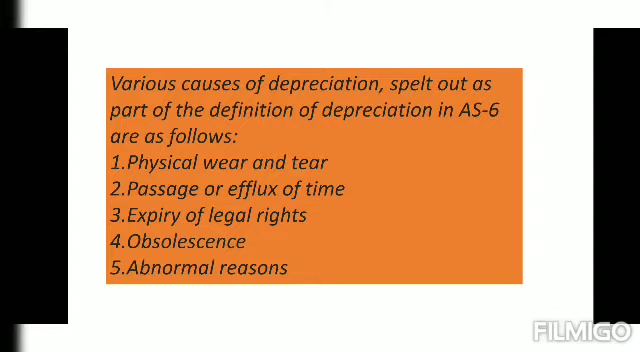 Various causes of depreciation, spelt out as
part of the definition of depreciation in AS-6
are as follows:
1.Physical wear and tear
2.Passage or efflux of time
3.Expiry of legal rights
4.Obsolescence
5.Abnormal reasons
FILMIGO